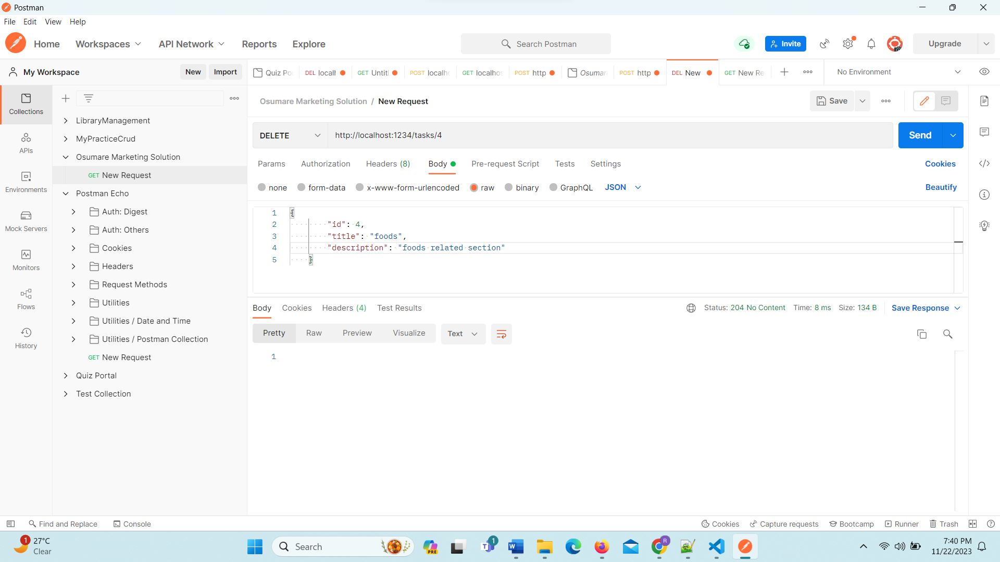 Postman
File Edit View Help
Home Workspaces API Network Reports Explore Search Postman Invite Upgrade
My Workspace New Import Quiz Po DEL localh GET Untit POST localho GET localhos POST http Osumare POST http DEL New GET New Re No Environment
Collections
APIs
Environments
Mock Servers
Monitors
Flows
History
LibraryManagement
MyPracticeCrud
Osumare Marketing Solution
GET New Request
Postman Echo
Auth: Digest
Auth: Others
Cookies
Headers
Request Methods
Utilities
Utilities / Date and Time
Utilities / Postman Collection
GET New Request
Quiz Portal
Test Collection
Osumare Marketing Solution / New Request Save
DELETE http://localhost:1234/tasks/4 Send
Params Authorization Headers (8) Body Pre-request Script Tests Settings Cookies
none form-data x-www-form-urlencoded raw binary GraphQL JSON Beautify
1 {
2 "id": 4,
3 "title": "foods",
4 "description": "foods related section"
5 }
Body Cookies Headers (4) Test Results Status: 204 No Content Time: 8 ms Size: 134 B Save Response
Pretty Raw Preview Visualize Text
1
Find and Replace Console Cookies Capture requests Bootcamp Runner Trash
1 27°C
Clear
Search PRE 1 R
7:40 PM
11/22/2023